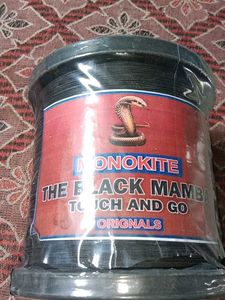 MONOKITE
THE BLACK MAMB
TOUCH AND GO
ORIGNALS